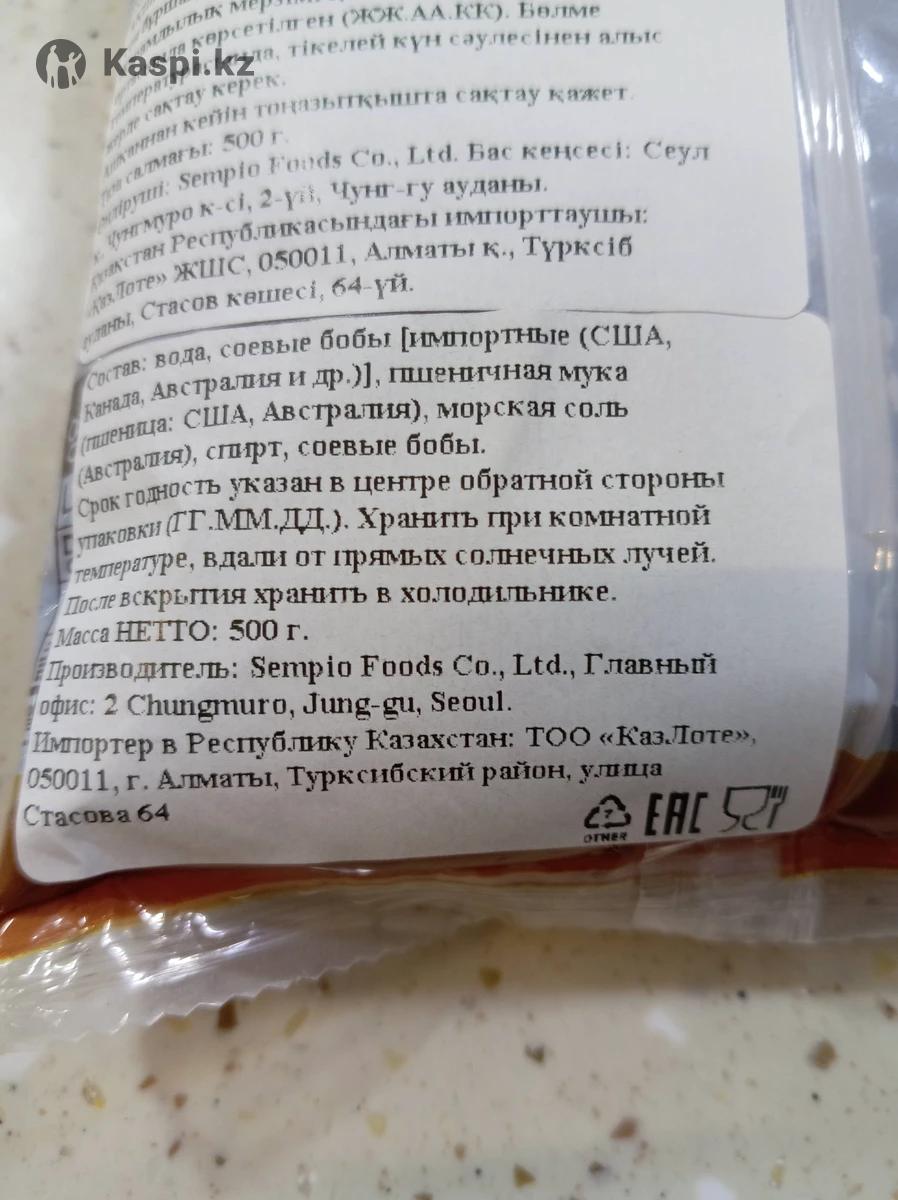 Kaspi.kz
көрсетілген (ЖЖ.АА.КК). Бөлме
тікелей күн сәулесінен алыс
сақтау керек.
кейін тоңазытқышта сақтау қажет.
салмағы: 500 г.
Sempio Foods Co., Ltd. Бас кеңсесі: Сеул
Чунгмуро к-сі, 2-үй, Чунг-гу ауданы.
Республикасындағы импорттаушы:
«КазЛоте» ЖШС, 050011, Алматы қ., Түрксіб
ауданы, Стасов көшесі, 64-үй.
Состав: вода, соевые бобы [импортные (США,
Канада, Австралия и др.)], пшеничная мука
(пшеница: США, Австралия), морская соль
(Австралия), спирт, соевые бобы.
Срок годность указан в центре обратной стороны
упаковки (ГГ.ММ.ДД.). Хранить при комнатной
температуре, вдали от прямых солнечных лучей.
После вскрытия хранить в холодильнике.
Масса НЕТТО: 500 г.
Производитель: Sempio Foods Co., Ltd., Главный
офис: 2 Chungmuro, Jung-gu, Seoul.
Импортер в Республику Казахстан: ТОО «КазЛоте»,
050011, г. Алматы, Турксибский район, улица
Стасова 64
7
OTHER
EAC